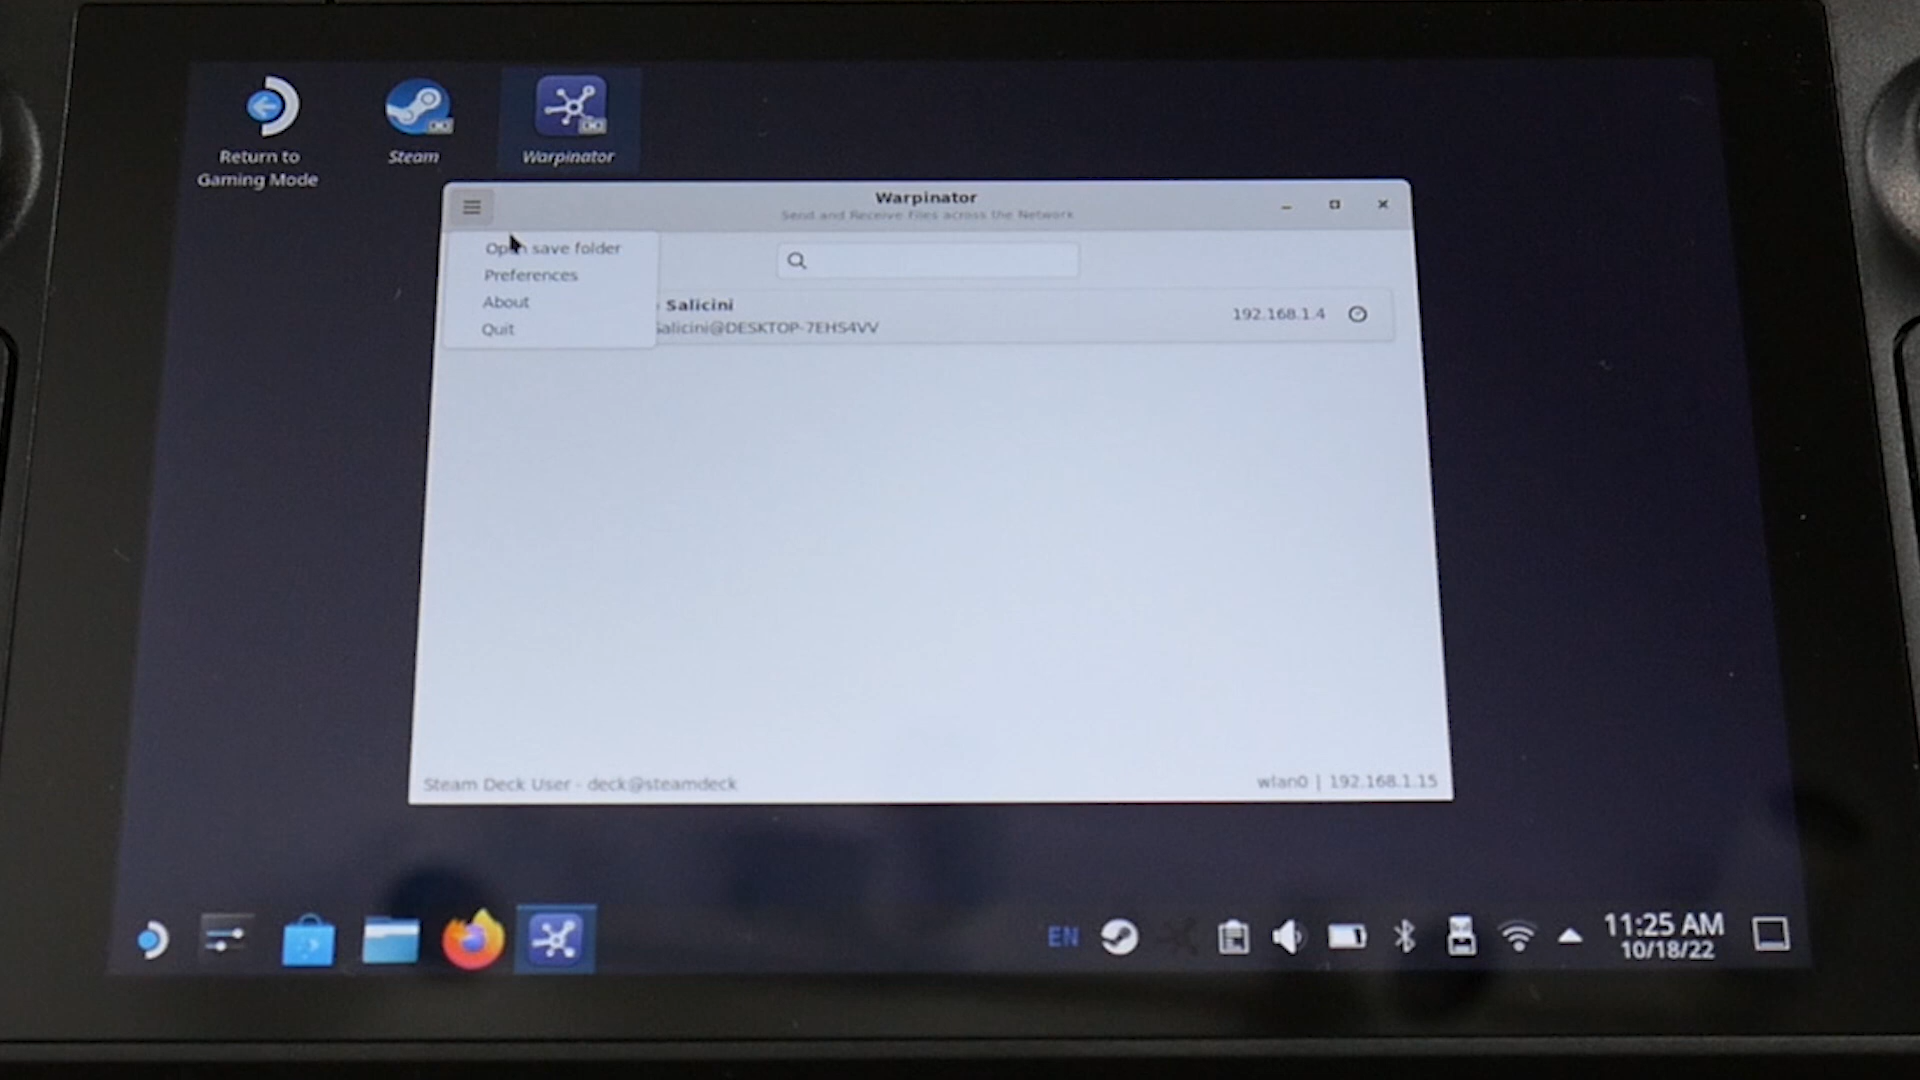 Return to
Gaming Mode
Steam
Warpinator
Warpinator
Send and Receive Files across the Network
Open save folder
Preferences
About
Quit
Salicini
Salicini@DESKTOP-7EHS4VV
192.168.1.4
Steam Deck User - deck@steamdeck
wlan0 | 192.168.1.15
EN
11:25 AM
10/18/22